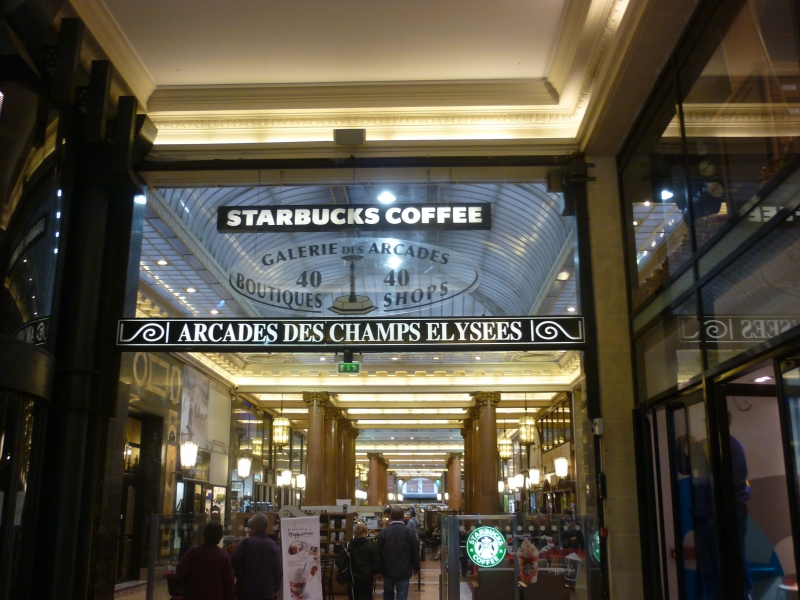 STARBUCKS COFFEE
GALERIE DES ARCADES
40 40
BOUTIQUES SHOPS
ARCADES DES CHAMPS ELYSEES
STARBUCKS
COFFEE